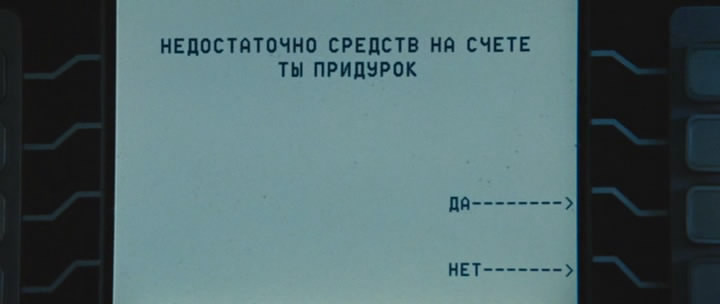 НЕДОСТАТОЧНО СРЕДСТВ НА СЧЕТЕ
ТЫ ПРИДУРОК
ДА-------->
НЕТ------->